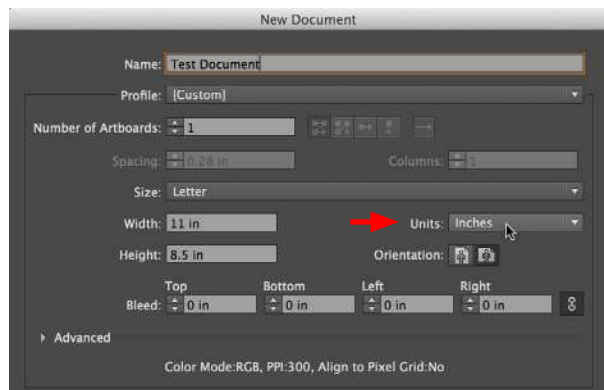 New Document
Name: Test Document
Profile: [Custom]
Number of Artboards: 1
Spacing: 0.28 in Columns: 1
Size: Letter
Width: 11 in Units: Inches
Height: 8.5 in Orientation:
Top Bottom Left Right
Bleed: 0 in 0 in 0 in 0 in
Advanced
Color Mode:RGB, PPI:300, Align to Pixel Grid:No